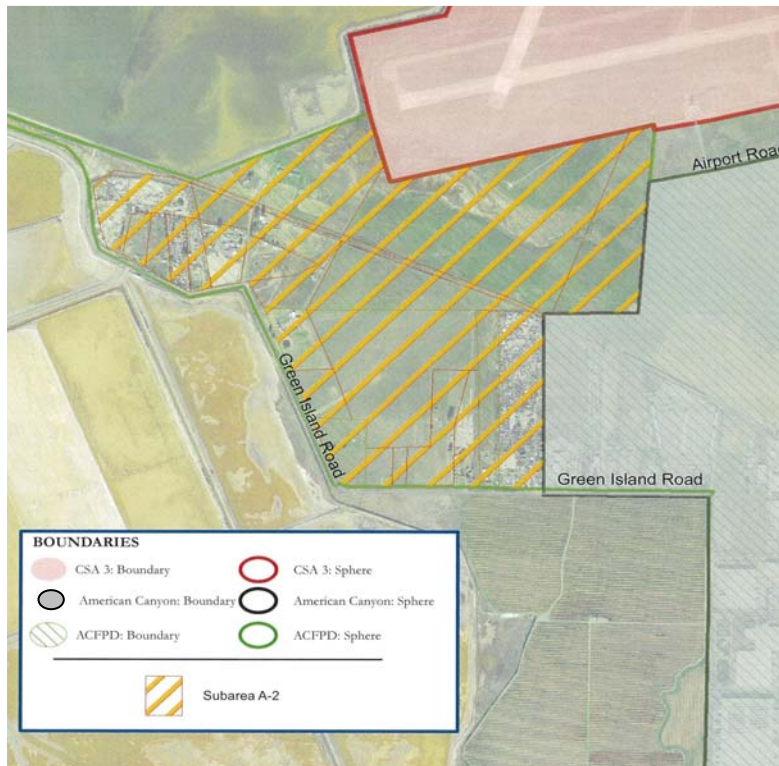 Airport Road
Green Island Road
Green Island Road
BOUNDARIES
CSA 3: Boundary
CSA 3: Sphere
American Canyon: Boundary
American Canyon: Sphere
ACFPD: Boundary
ACFPD: Sphere
Subarea A-2